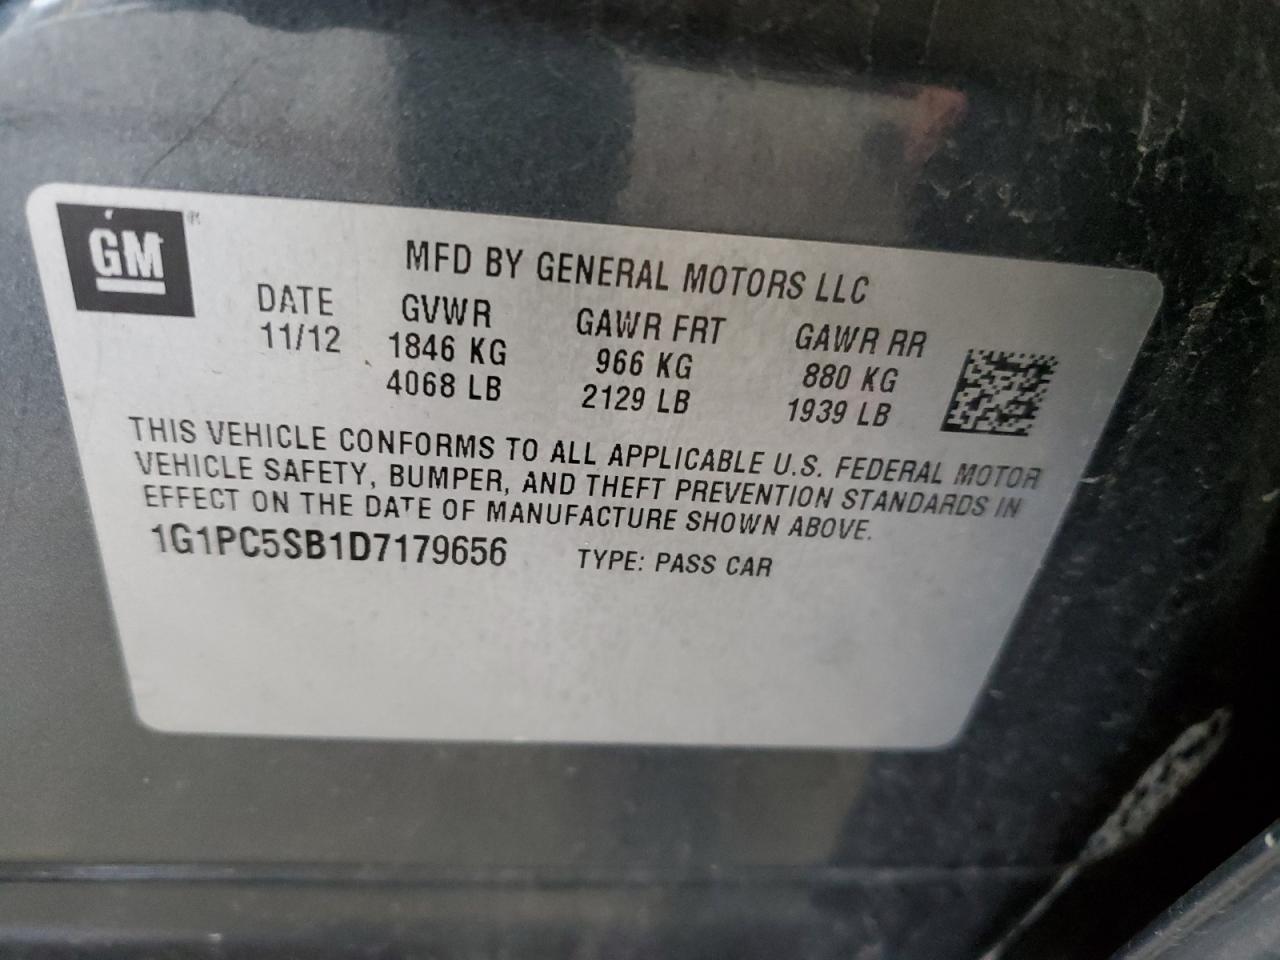 GM ®
MFD BY GENERAL MOTORS LLC
DATE GVWR GAWR FRT GAWR RR
11/12 1846 KG 966 KG 880 KG
4068 LB 2129 LB 1939 LB
THIS VEHICLE CONFORMS TO ALL APPLICABLE U.S. FEDERAL MOTOR
VEHICLE SAFETY, BUMPER, AND THEFT PREVENTION STANDARDS IN
EFFECT ON THE DATE OF MANUFACTURE SHOWN ABOVE.
1G1PC5SB1D7179656 TYPE: PASS CAR